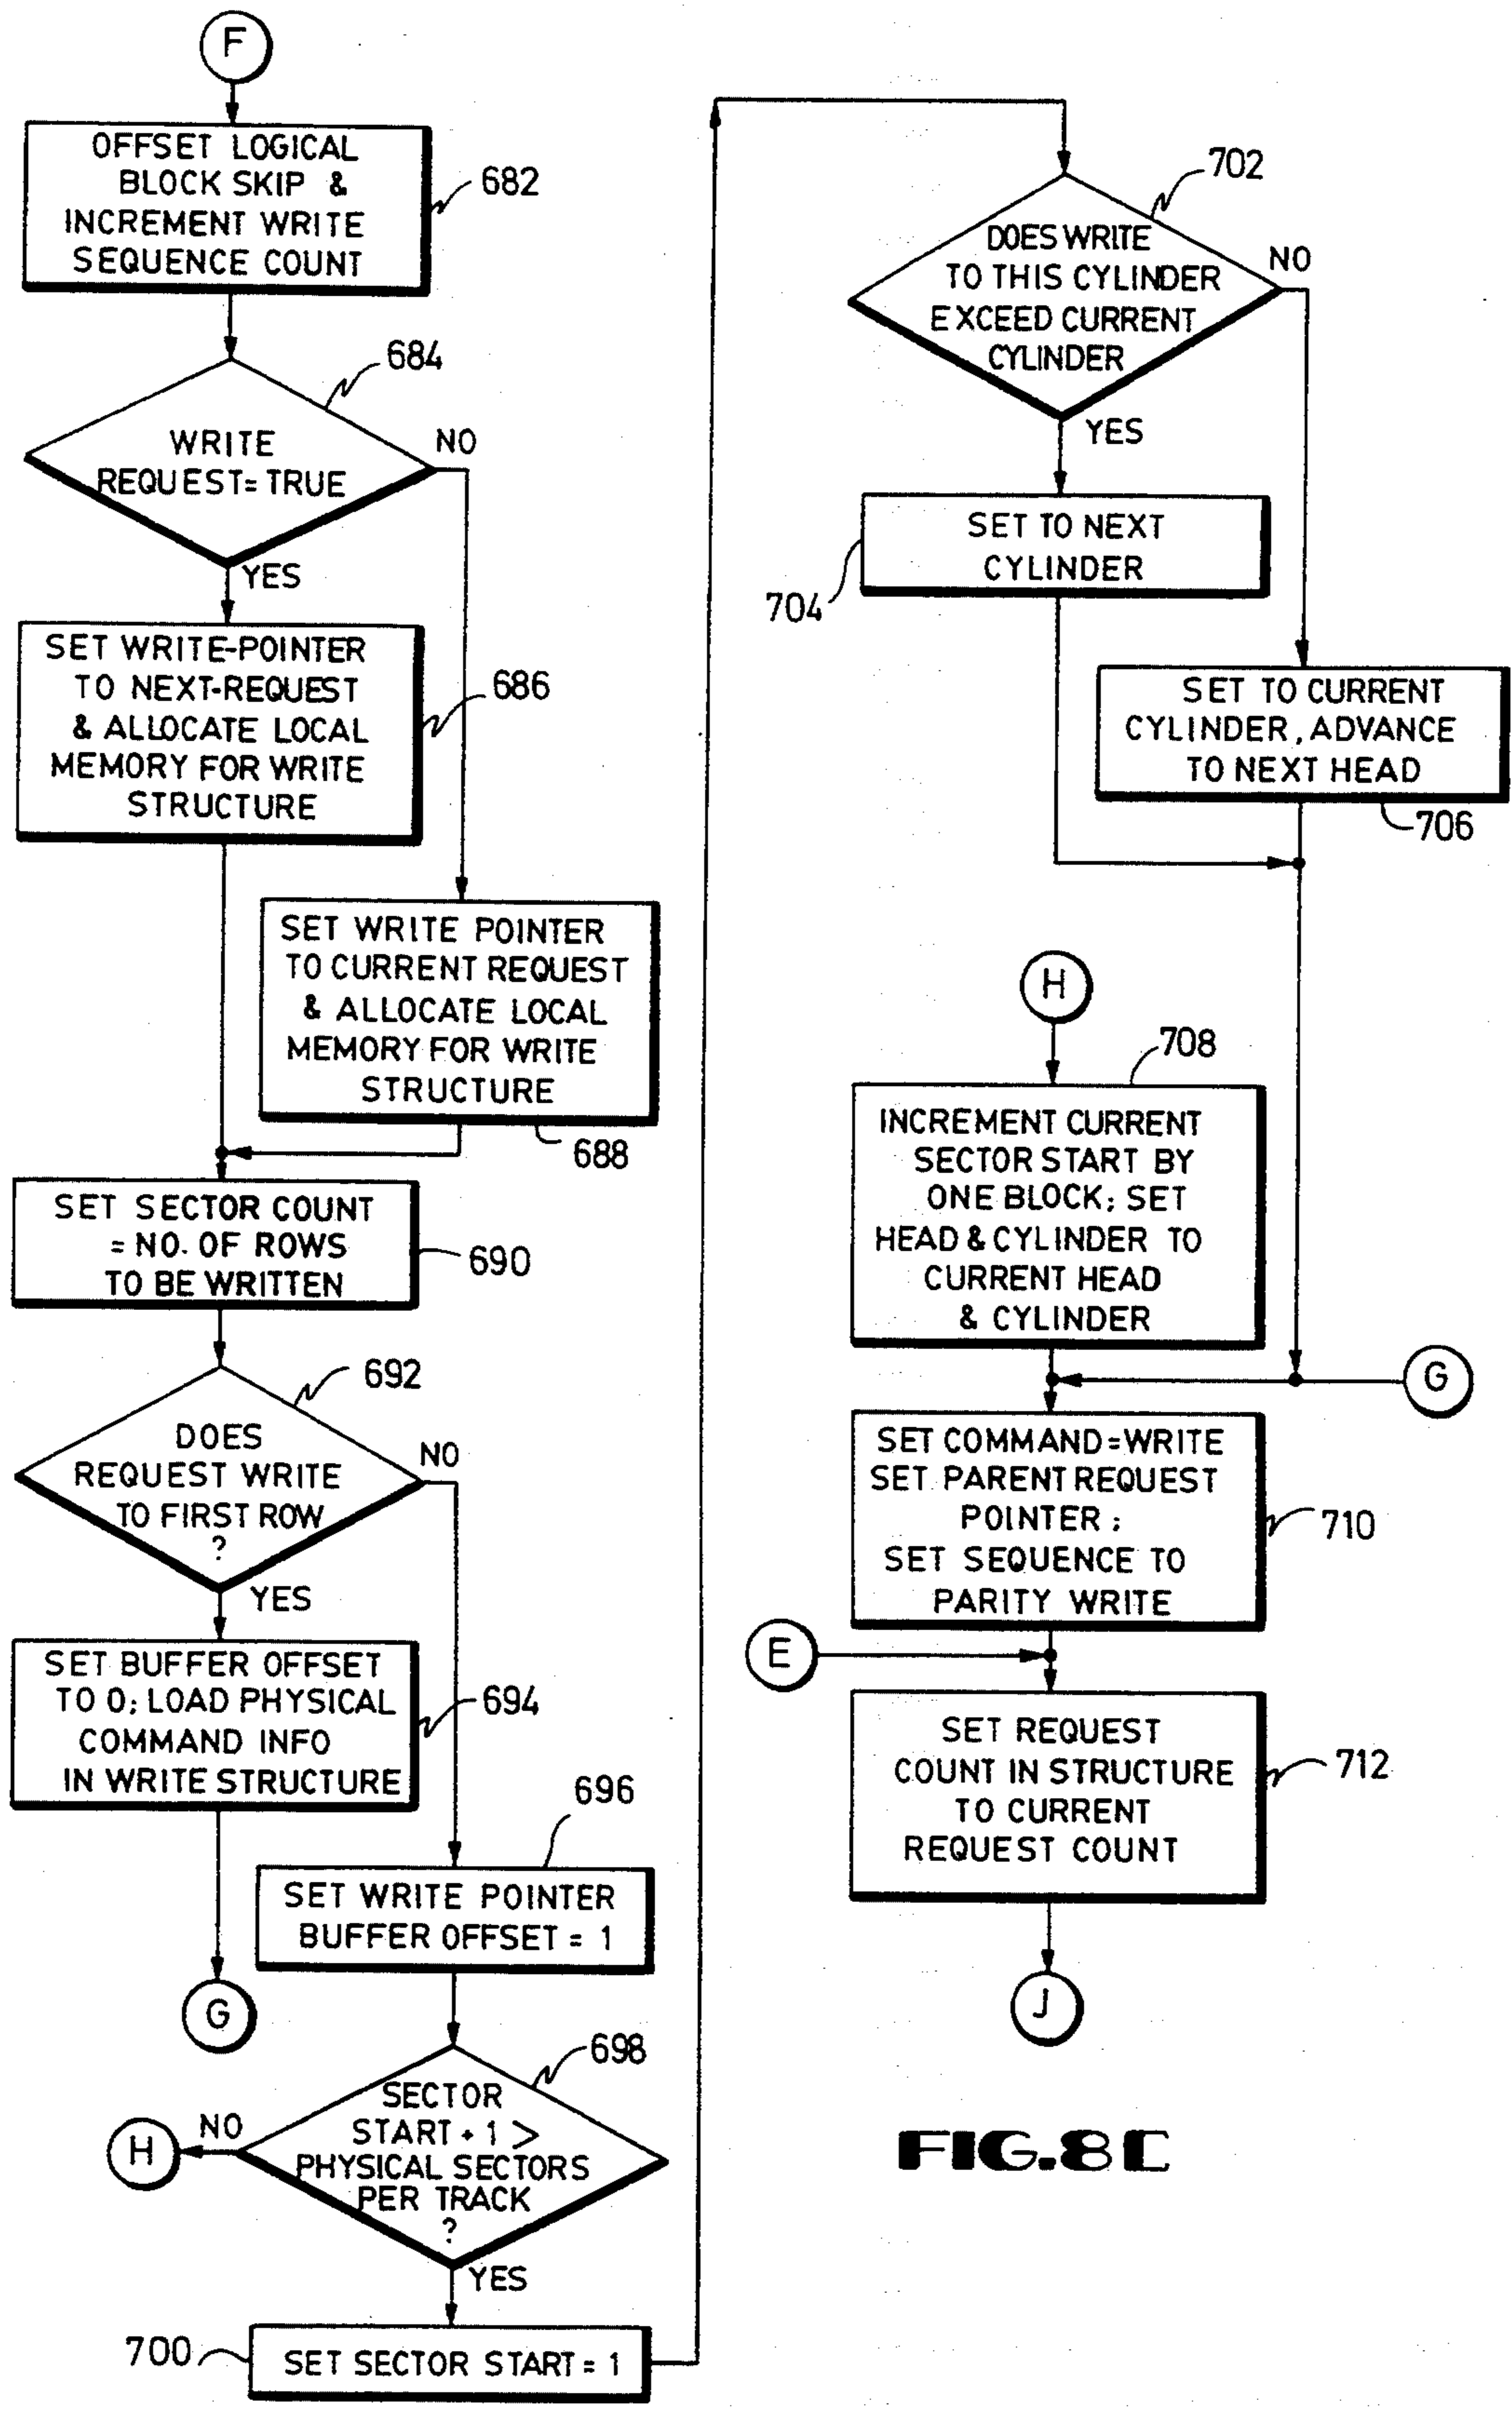 F
OFFSET LOGICAL
BLOCK SKIP &
INCREMENT WRITE
SEQUENCE COUNT
682
684
WRITE
REQUEST= TRUE
NO
YES
SET WRITE-POINTER
TO NEXT-REQUEST
& ALLOCATE LOCAL
MEMORY FOR WRITE
STRUCTURE
686
SET WRITE POINTER
TO CURRENT REQUEST
& ALLOCATE LOCAL
MEMORY FOR WRITE
STRUCTURE
688
SET SECTOR COUNT
= NO. OF ROWS
TO BE WRITTEN
690
692
DOES
REQUEST WRITE
TO FIRST ROW
?
NO
YES
SET BUFFER OFFSET
TO 0; LOAD PHYSICAL
COMMAND INFO
IN WRITE STRUCTURE
694
G
696
SET WRITE POINTER
BUFFER OFFSET = 1
698
SECTOR
START + 1 >
PHYSICAL SECTORS
PER TRACK
?
NO
H
YES
700
SET SECTOR START = 1
702
DOES WRITE
TO THIS CYLINDER
EXCEED CURRENT
CYLINDER
NO
YES
SET TO NEXT
CYLINDER
704
SET TO CURRENT
CYLINDER, ADVANCE
TO NEXT HEAD
706
H
708
INCREMENT CURRENT
SECTOR START BY
ONE BLOCK; SET
HEAD & CYLINDER TO
CURRENT HEAD
& CYLINDER
G
SET COMMAND=WRITE
SET PARENT REQUEST
POINTER;
SET SEQUENCE TO
PARITY WRITE
710
E
SET REQUEST
COUNT IN STRUCTURE
TO CURRENT
REQUEST COUNT
712
J
FIG.8C